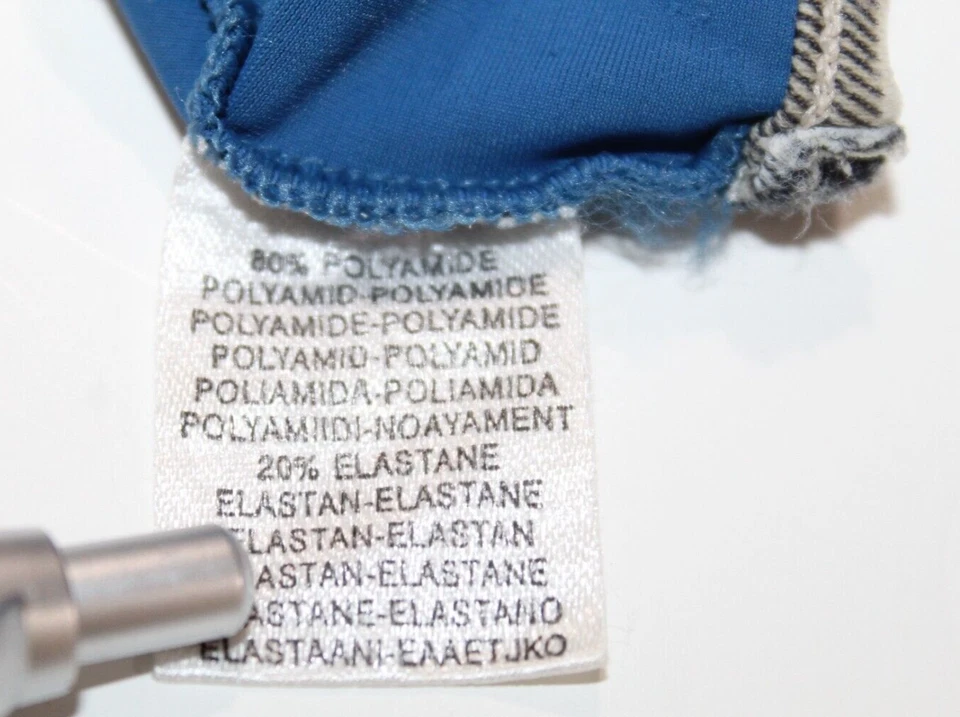 80% POLYAMIDE
POLYAMID-POLYAMIDE
POLYAMIDE-POLYAMIDE
POLYAMID-POLYAMID
POLIAMIDA-POLIAMIDA
POLYAMIIDI-NOAYAMENT
20% ELASTANE
ELASTAN-ELASTANE
ELASTAN-ELASTAN
ASTAN-ELASTANE
ASTANE-ELASTANO
ELASTAANI-EAAETJKO